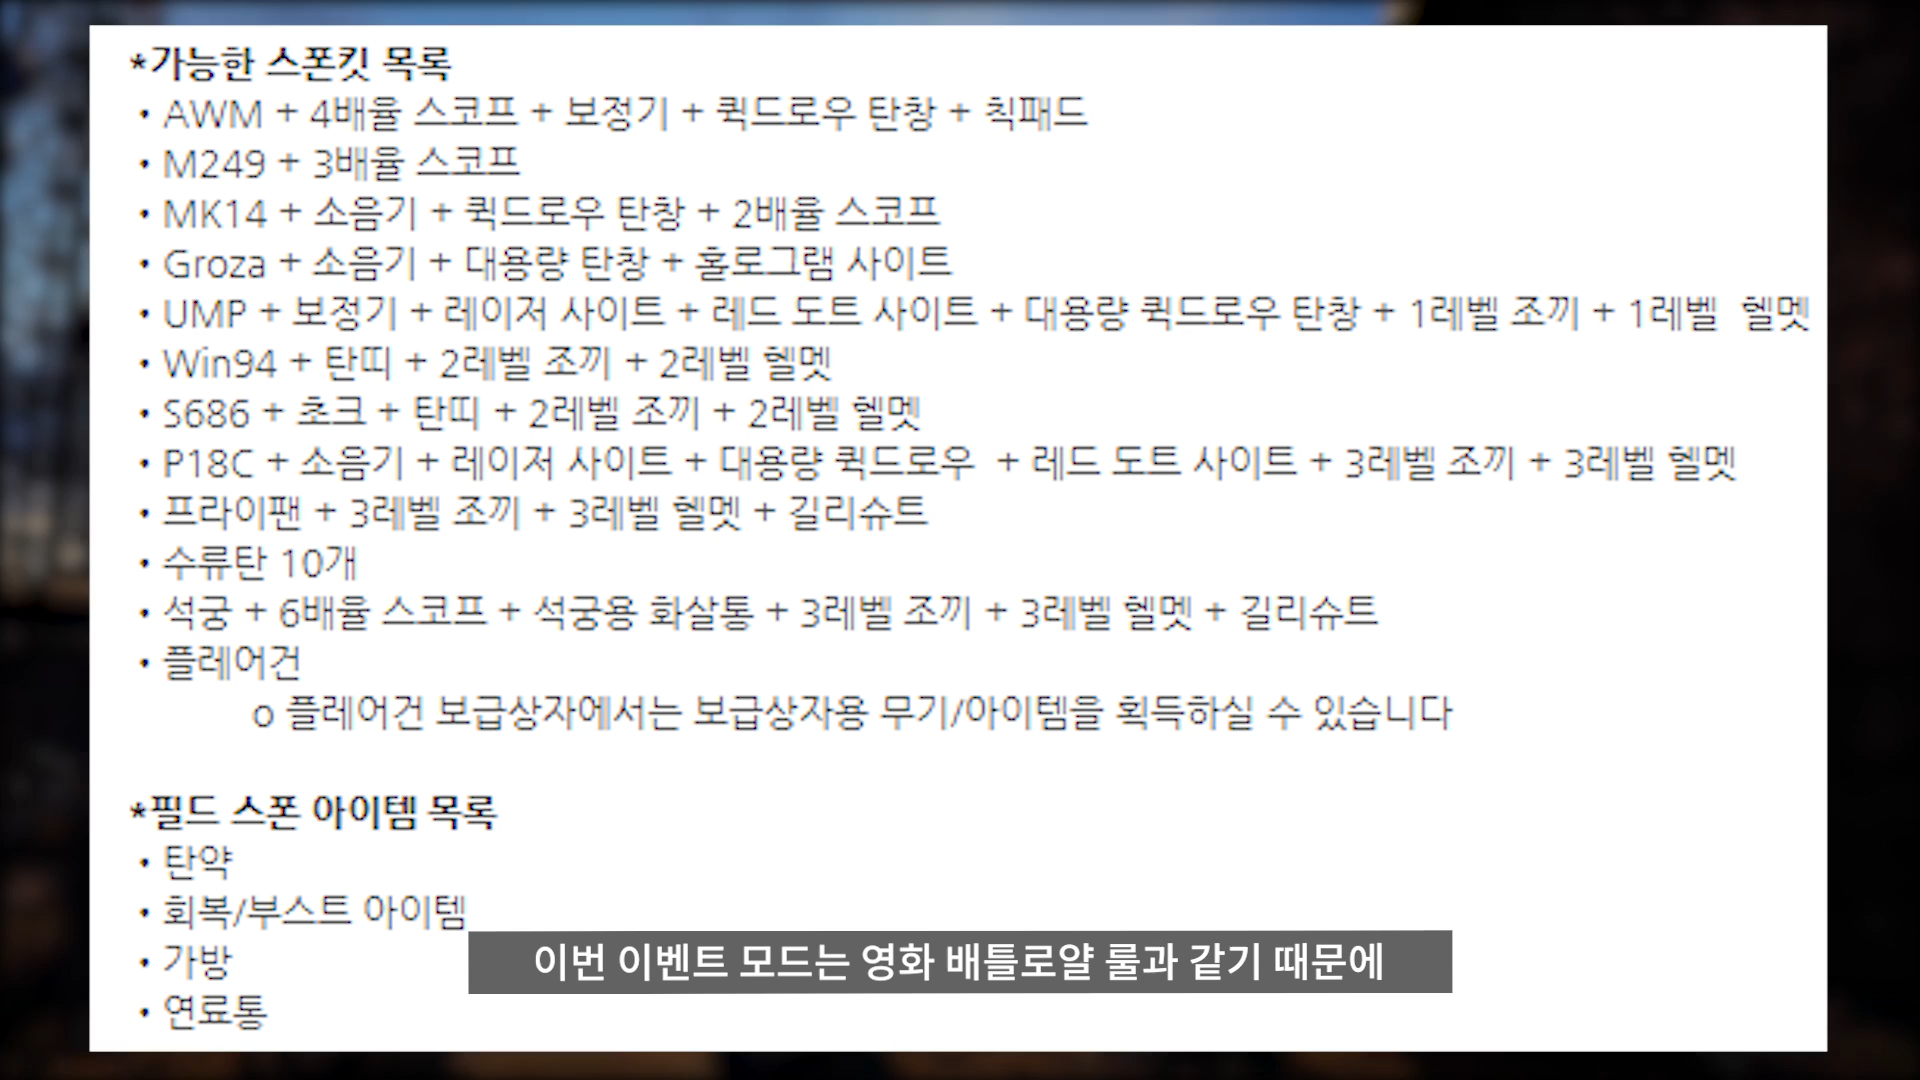 *가능한 스폰킷 목록
• AWM + 4배율 스코프 + 보정기 + 퀵드로우 탄창 + 칙패드
• M249 + 3배율 스코프
• MK14 + 소음기 + 퀵드로우 탄창 + 2배율 스코프
• Groza + 소음기 + 대용량 탄창 + 홀로그램 사이트
• UMP + 보정기 + 레이저 사이트 + 레드 도트 사이트 + 대용량 퀵드로우 탄창 + 1레벨 조끼 + 1레벨 헬멧
• Win94 + 탄띠 + 2레벨 조끼 + 2레벨 헬멧
• S686 + 초크 + 탄띠 + 2레벨 조끼 + 2레벨 헬멧
• P18C + 소음기 + 레이저 사이트 + 대용량 퀵드로우 + 레드 도트 사이트 + 3레벨 조끼 + 3레벨 헬멧
• 프라이팬 + 3레벨 조끼 + 3레벨 헬멧 + 길리슈트
• 수류탄 10개
• 석궁 + 6배율 스코프 + 석궁용 화살통 + 3레벨 조끼 + 3레벨 헬멧 + 길리슈트
• 플레어건
o 플레어건 보급상자에서는 보급상자용 무기/아이템을 획득하실 수 있습니다
*필드 스폰 아이템 목록
• 탄약
• 회복/부스트 아이템
• 가방
• 연료통
이번 이벤트 모드는 영화 배틀로얄 룰과 같기 때문에